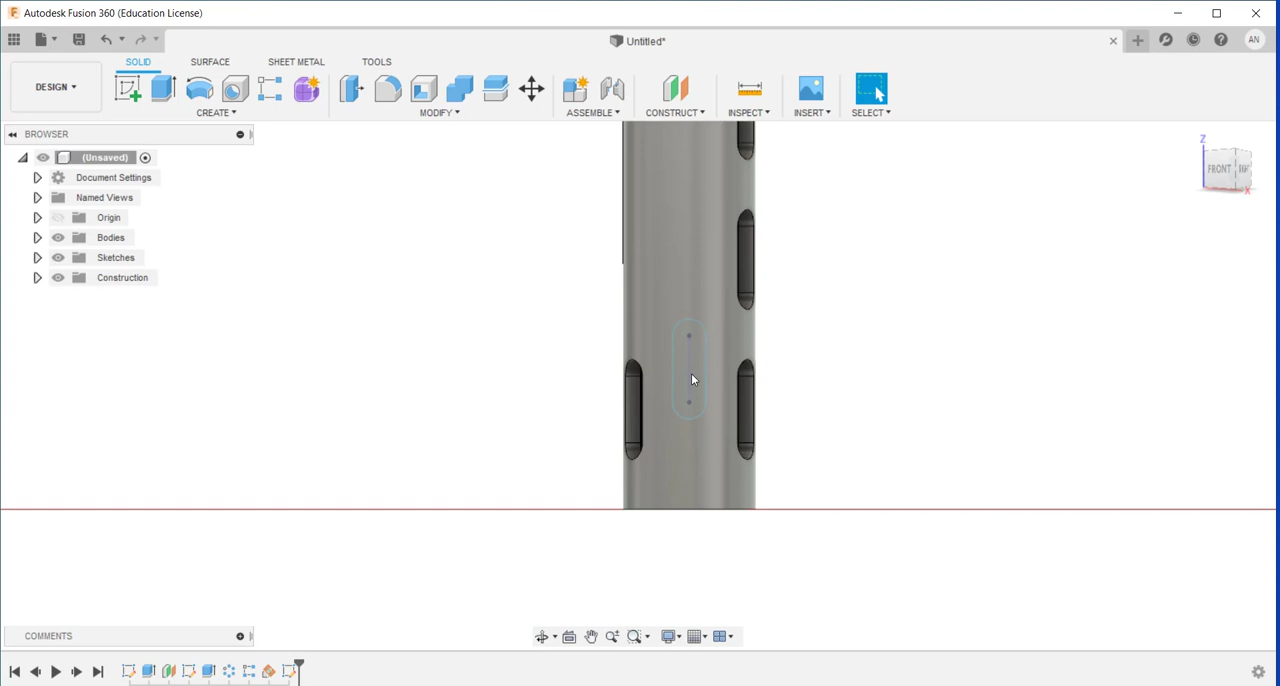 Autodesk Fusion 360 (Education License)
Untitled*
AN
DESIGN
SOLID SURFACE SHEET METAL TOOLS
CREATE MODIFY ASSEMBLE CONSTRUCT INSPECT INSERT SELECT
BROWSER
(Unsaved)
Document Settings
Named Views
Origin
Bodies
Sketches
Construction
Z
FRONT
X
COMMENTS